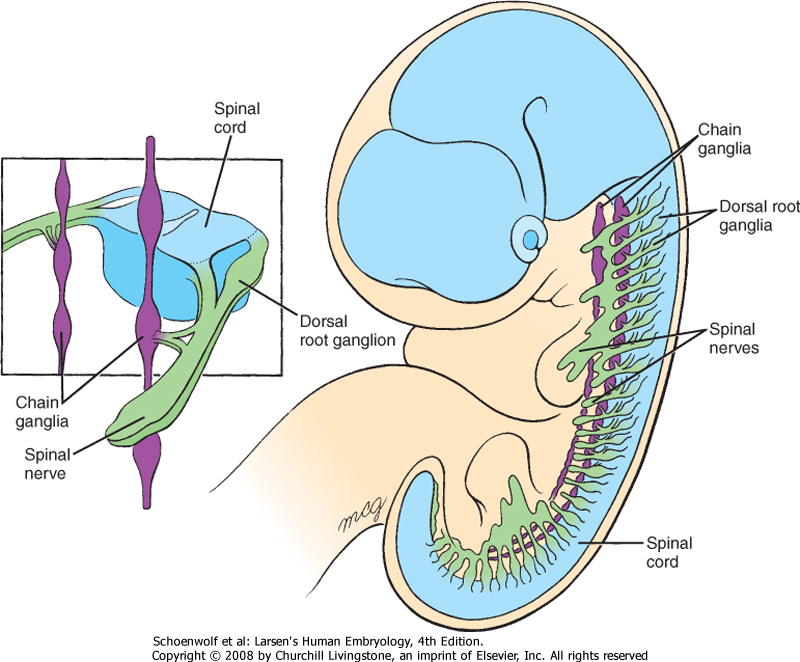 Spinal
cord
Chain
ganglia
Dorsal root
ganglia
Dorsal
root ganglion
Spinal
nerves
Chain
ganglia
Spinal
nerve
mcg
Spinal
cord
Schoenwolf et al: Larsen's Human Embryology, 4th Edition.
Copyright © 2008 by Churchill Livingstone, an imprint of Elsevier, Inc. All rights reserved